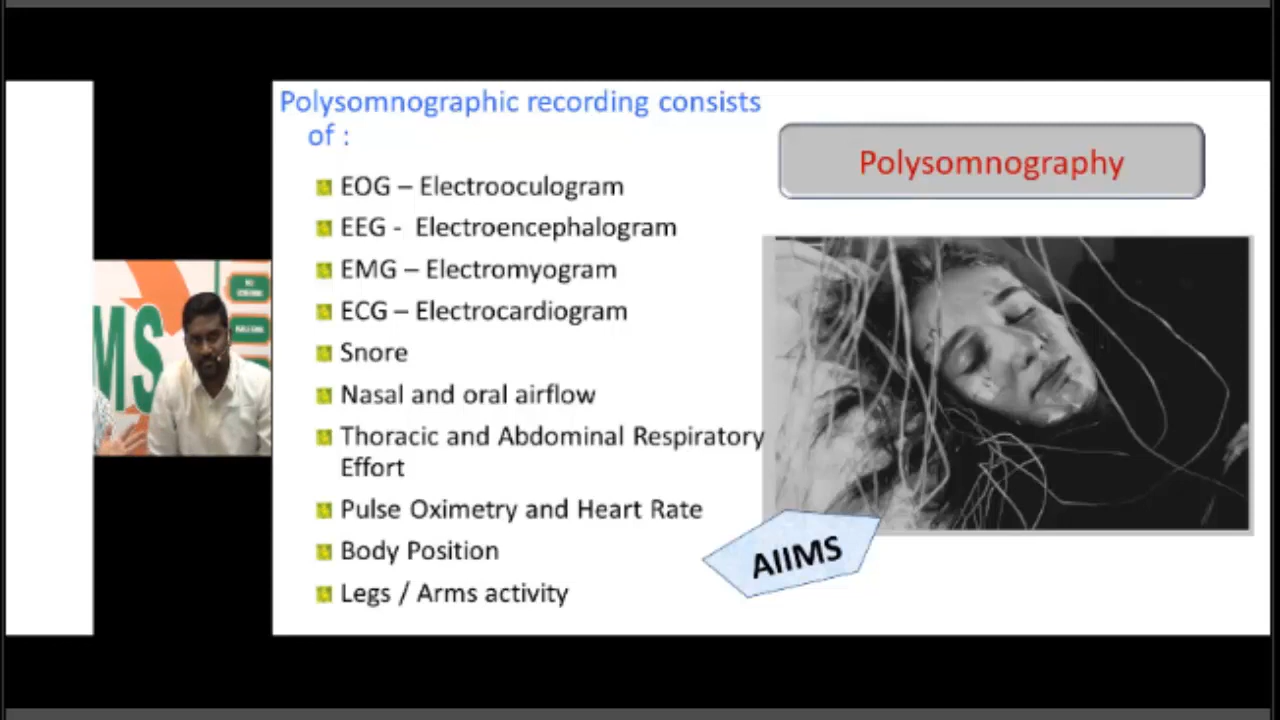 Polysomnographic recording consists
of :
EOG – Electrooculogram
EEG - Electroencephalogram
EMG – Electromyogram
ECG – Electrocardiogram
Snore
Nasal and oral airflow
Thoracic and Abdominal Respiratory
Effort
Pulse Oximetry and Heart Rate
Body Position
Legs / Arms activity
Polysomnography
AIIMS
MS